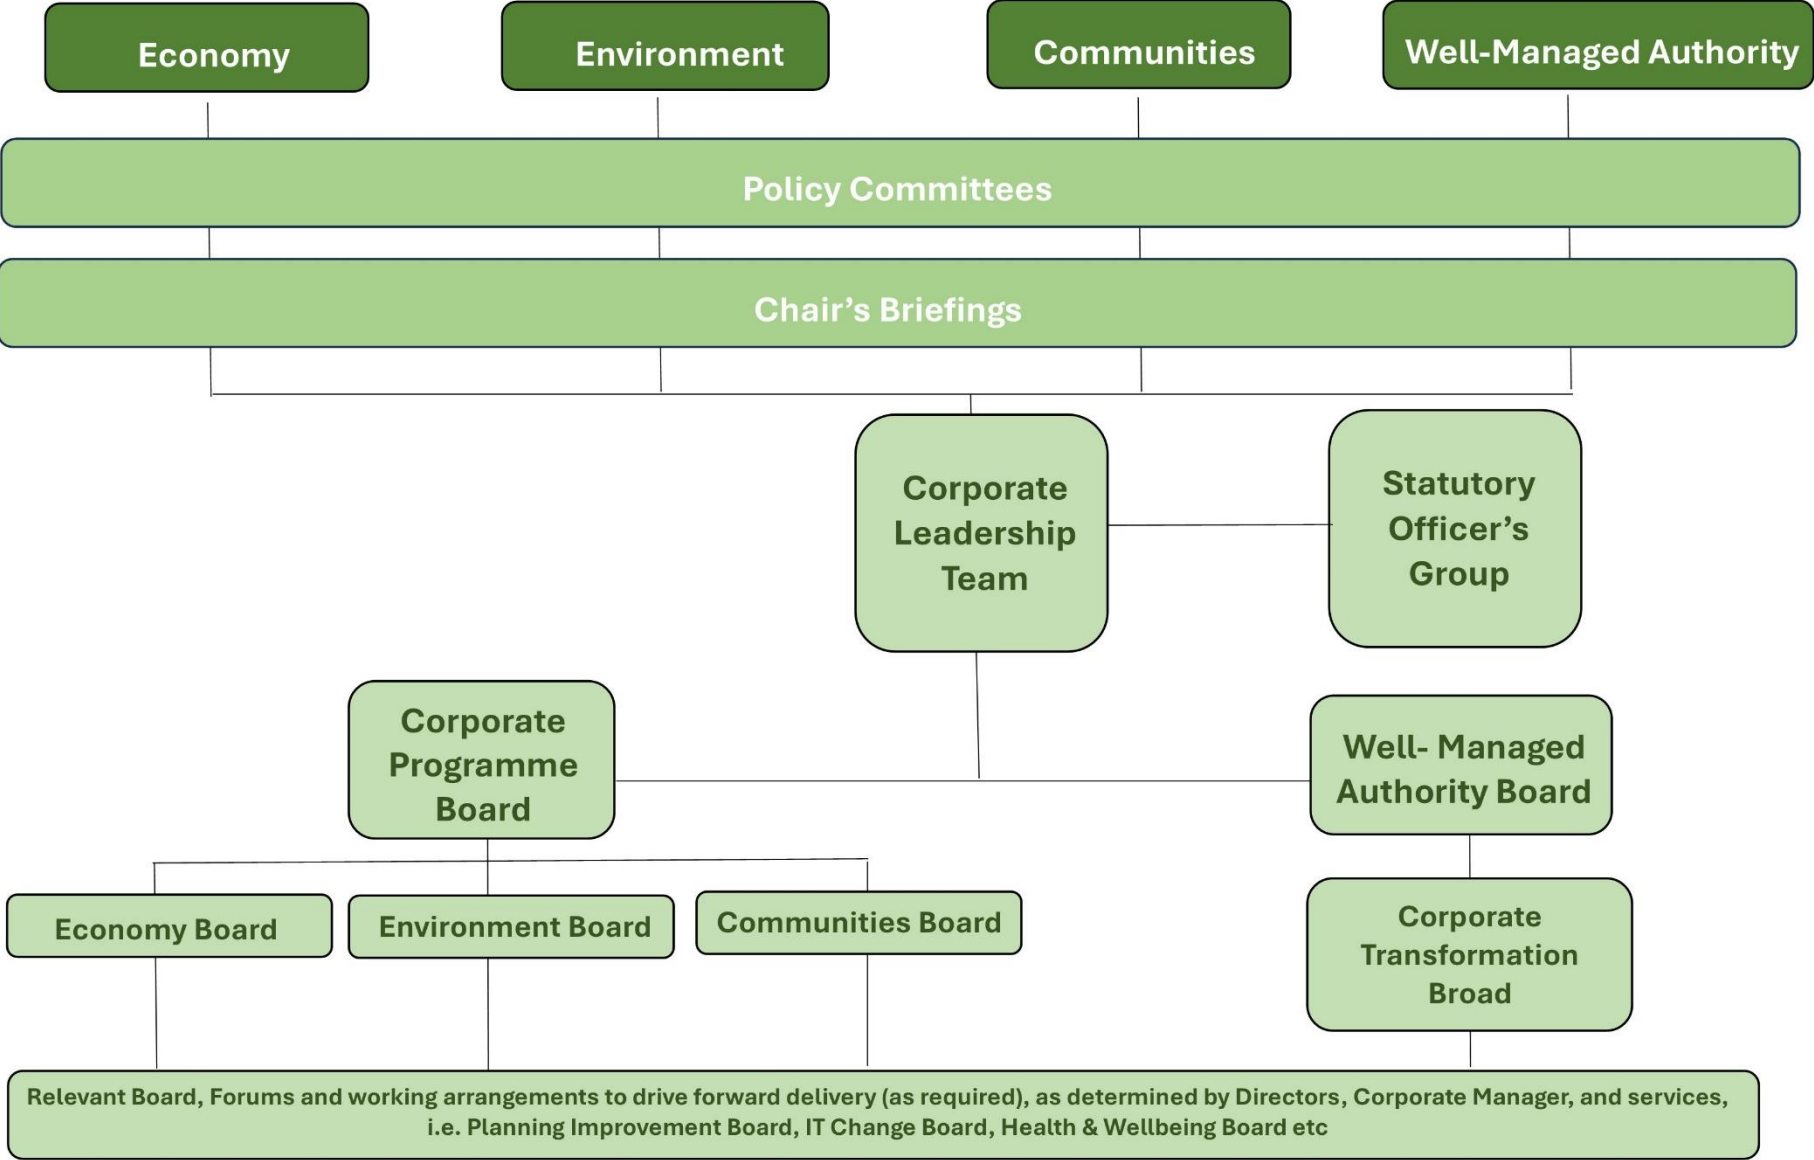 Economy
Environment
Communities
Well-Managed Authority
Policy Committees
Chair’s Briefings
Corporate
Leadership
Team
Statutory
Officer’s
Group
Corporate
Programme
Board
Well- Managed
Authority Board
Economy Board
Environment Board
Communities Board
Corporate
Transformation
Broad
Relevant Board, Forums and working arrangements to drive forward delivery (as required), as determined by Directors, Corporate Manager, and services,
i.e. Planning Improvement Board, IT Change Board, Health & Wellbeing Board etc